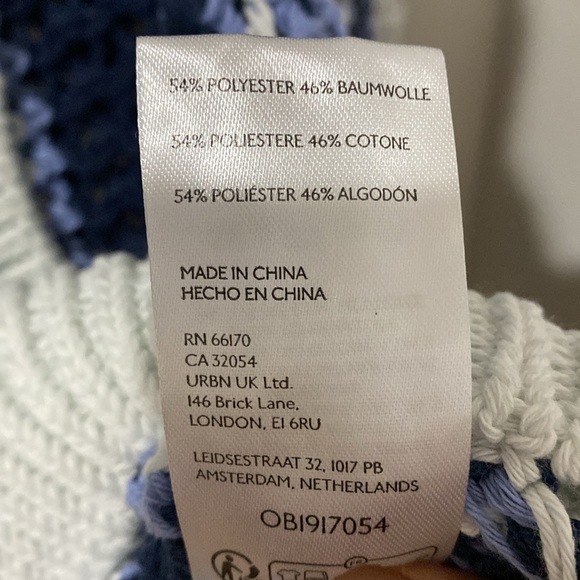 54% POLYESTER 46% BAUMWOLLE
54% POLIESTERE 46% COTONE
54% POLIÉSTER 46% ALGODÓN
MADE IN CHINA
HECHO EN CHINA
RN 66170
CA 32054
URBN UK Ltd.
146 Brick Lane,
LONDON, E1 6RU
LEIDSESTRAAT 32, 1017 PB
AMSTERDAM, NETHERLANDS
OB1917054
FR